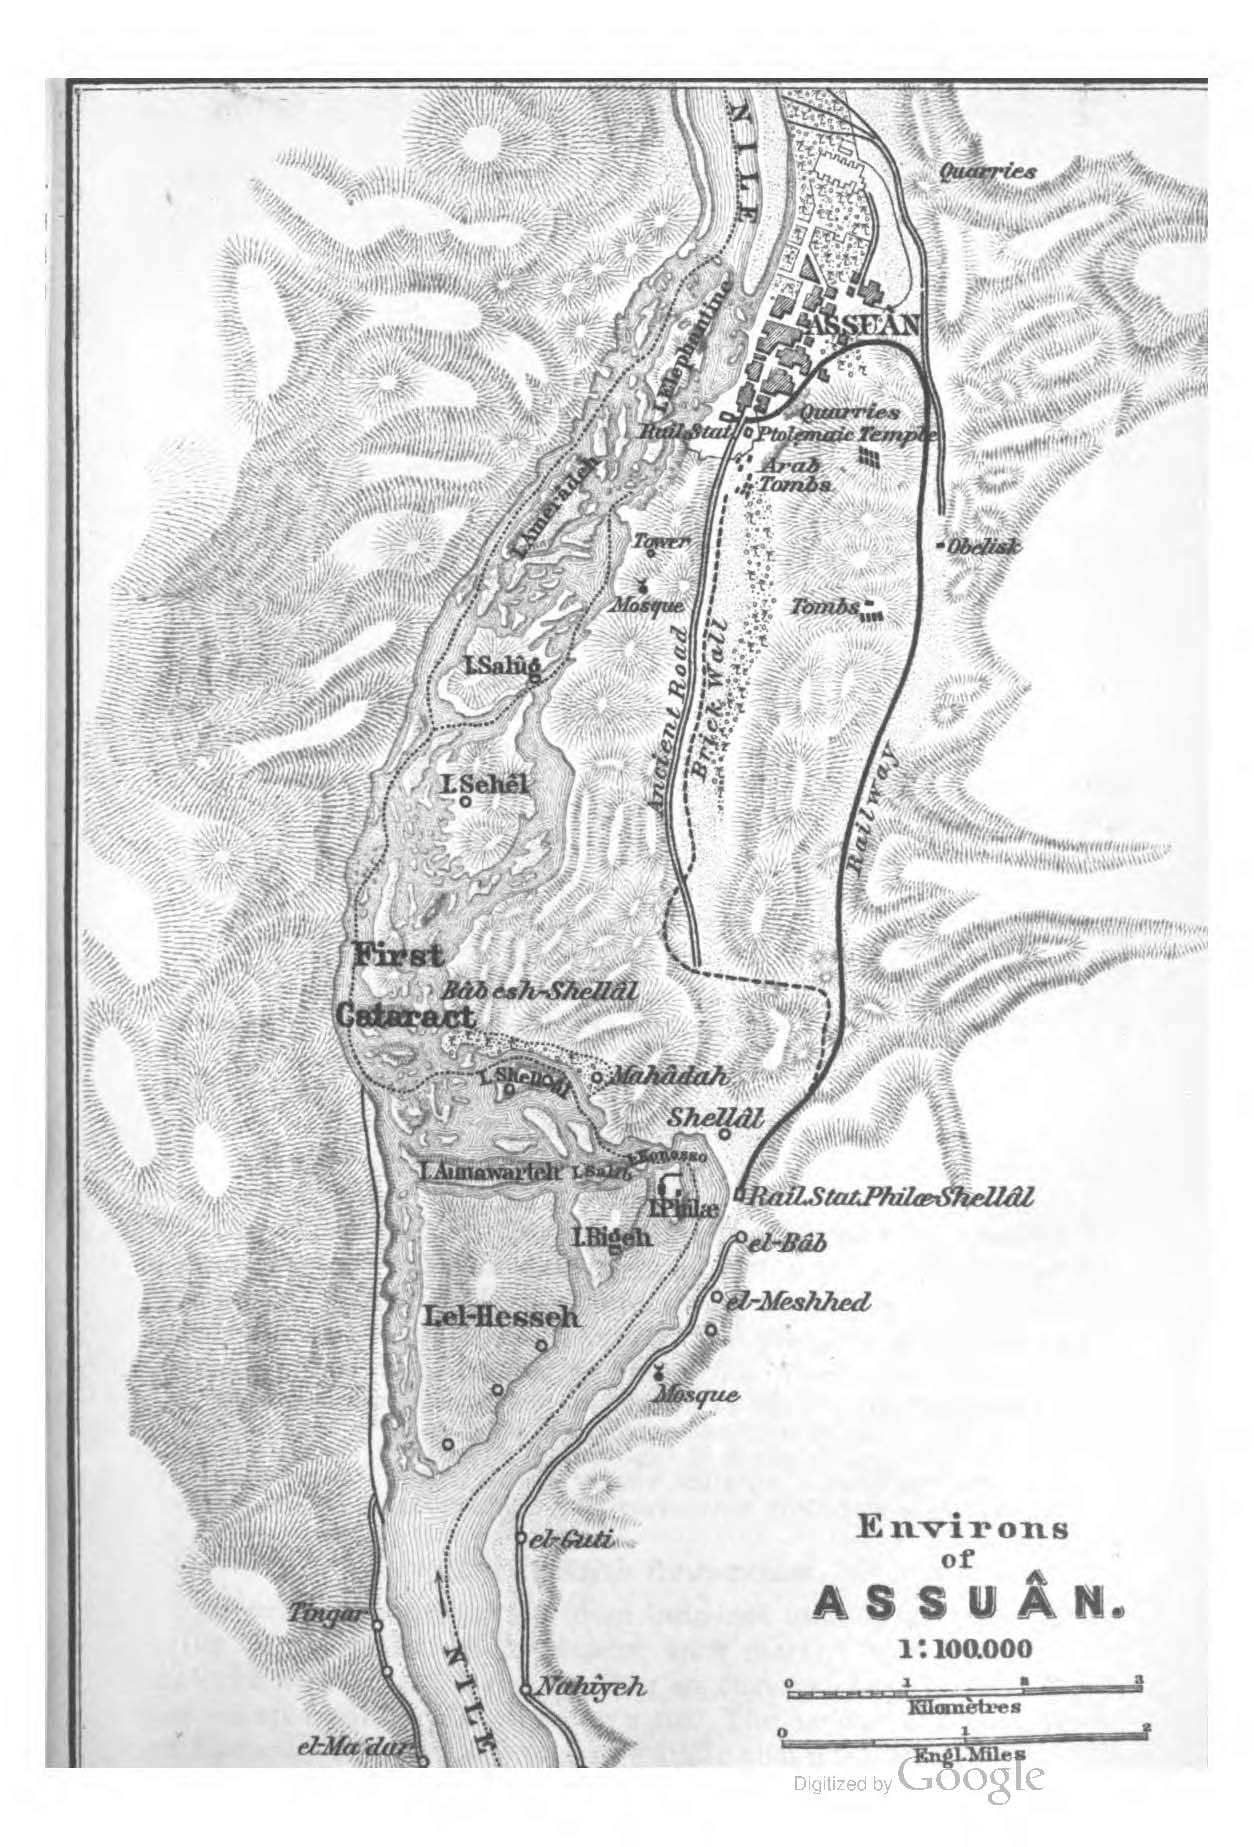 NILE
Quarries
I. Elephantine
ASSUÂN
Quarries
Rail. Stat.
Ptolemaic Temple
Arab
Tombs
I. Amerâdeh
Tower
Obelisk
Mosque
Tombs
I. Salûg
Ancient Road
Brick Wall
I. Sehêl
Railway
First
Cataract
Bâb esh-Shellâl
Mahâdah
Shellâl
I. Konosso
I. Salib
I. Philæ
Rail. Stat. Philæ-Shellâl
I. Bigeh
el-Bâb
el-Meshhed
I. el-Hesseh
Mosque
el-Guti
Tingar
NILE
Nahîyeh
el-Ma'dar
Environs
of
ASSUÂN.
1:100.000
0 1 2 3
Kilomètres
0 1 2
Engl. Miles
Digitized by Google